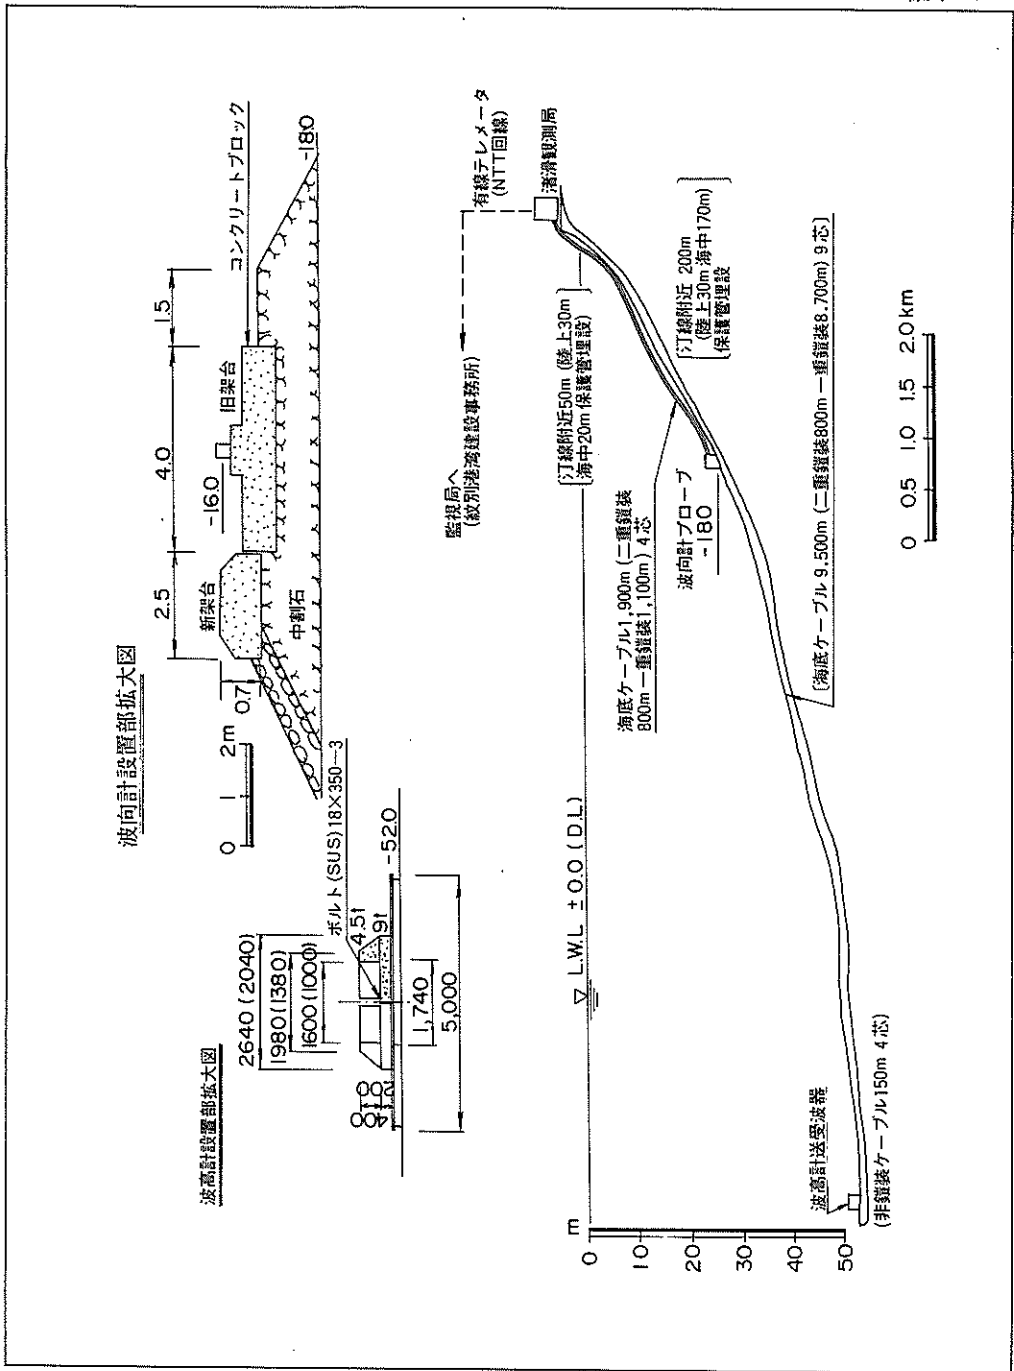 波向計設置部拡大図
0 1 2m
新架台
旧架台
コンクリートブロック
2.5
4.0
1.5
0.7
-16.0
-18.0
中割石
波高計設置部拡大図
2640 (2040)
1980 (1380)
1600 (1000)
ボルト(SUS) 18×350-3
4.5t
9t
-52.0
400
200
1,740
5,000
監視局へ
(紋別港湾建設事務所)
有線テレメータ
(NTT回線)
渚滑観測局
▽ L.W.L ±0.0 (D.L)
汀線附近50m (陸上30m
海中20m 保護管埋設)
海底ケーブル1,900m (二重鎧装
800m 一重鎧装1,100m) 4芯
波向計プローブ
-18.0
汀線附近 200m
(陸上30m 海中170m)
保護管埋設
[海底ケーブル 9.500m (二重鎧装800m 一重鎧装8.700m) 9芯]
波高計送受波器
(非鎧装ケーブル150m 4芯)
m
0
10
20
30
40
50
0 0.5 1.0 1.5 2.0km